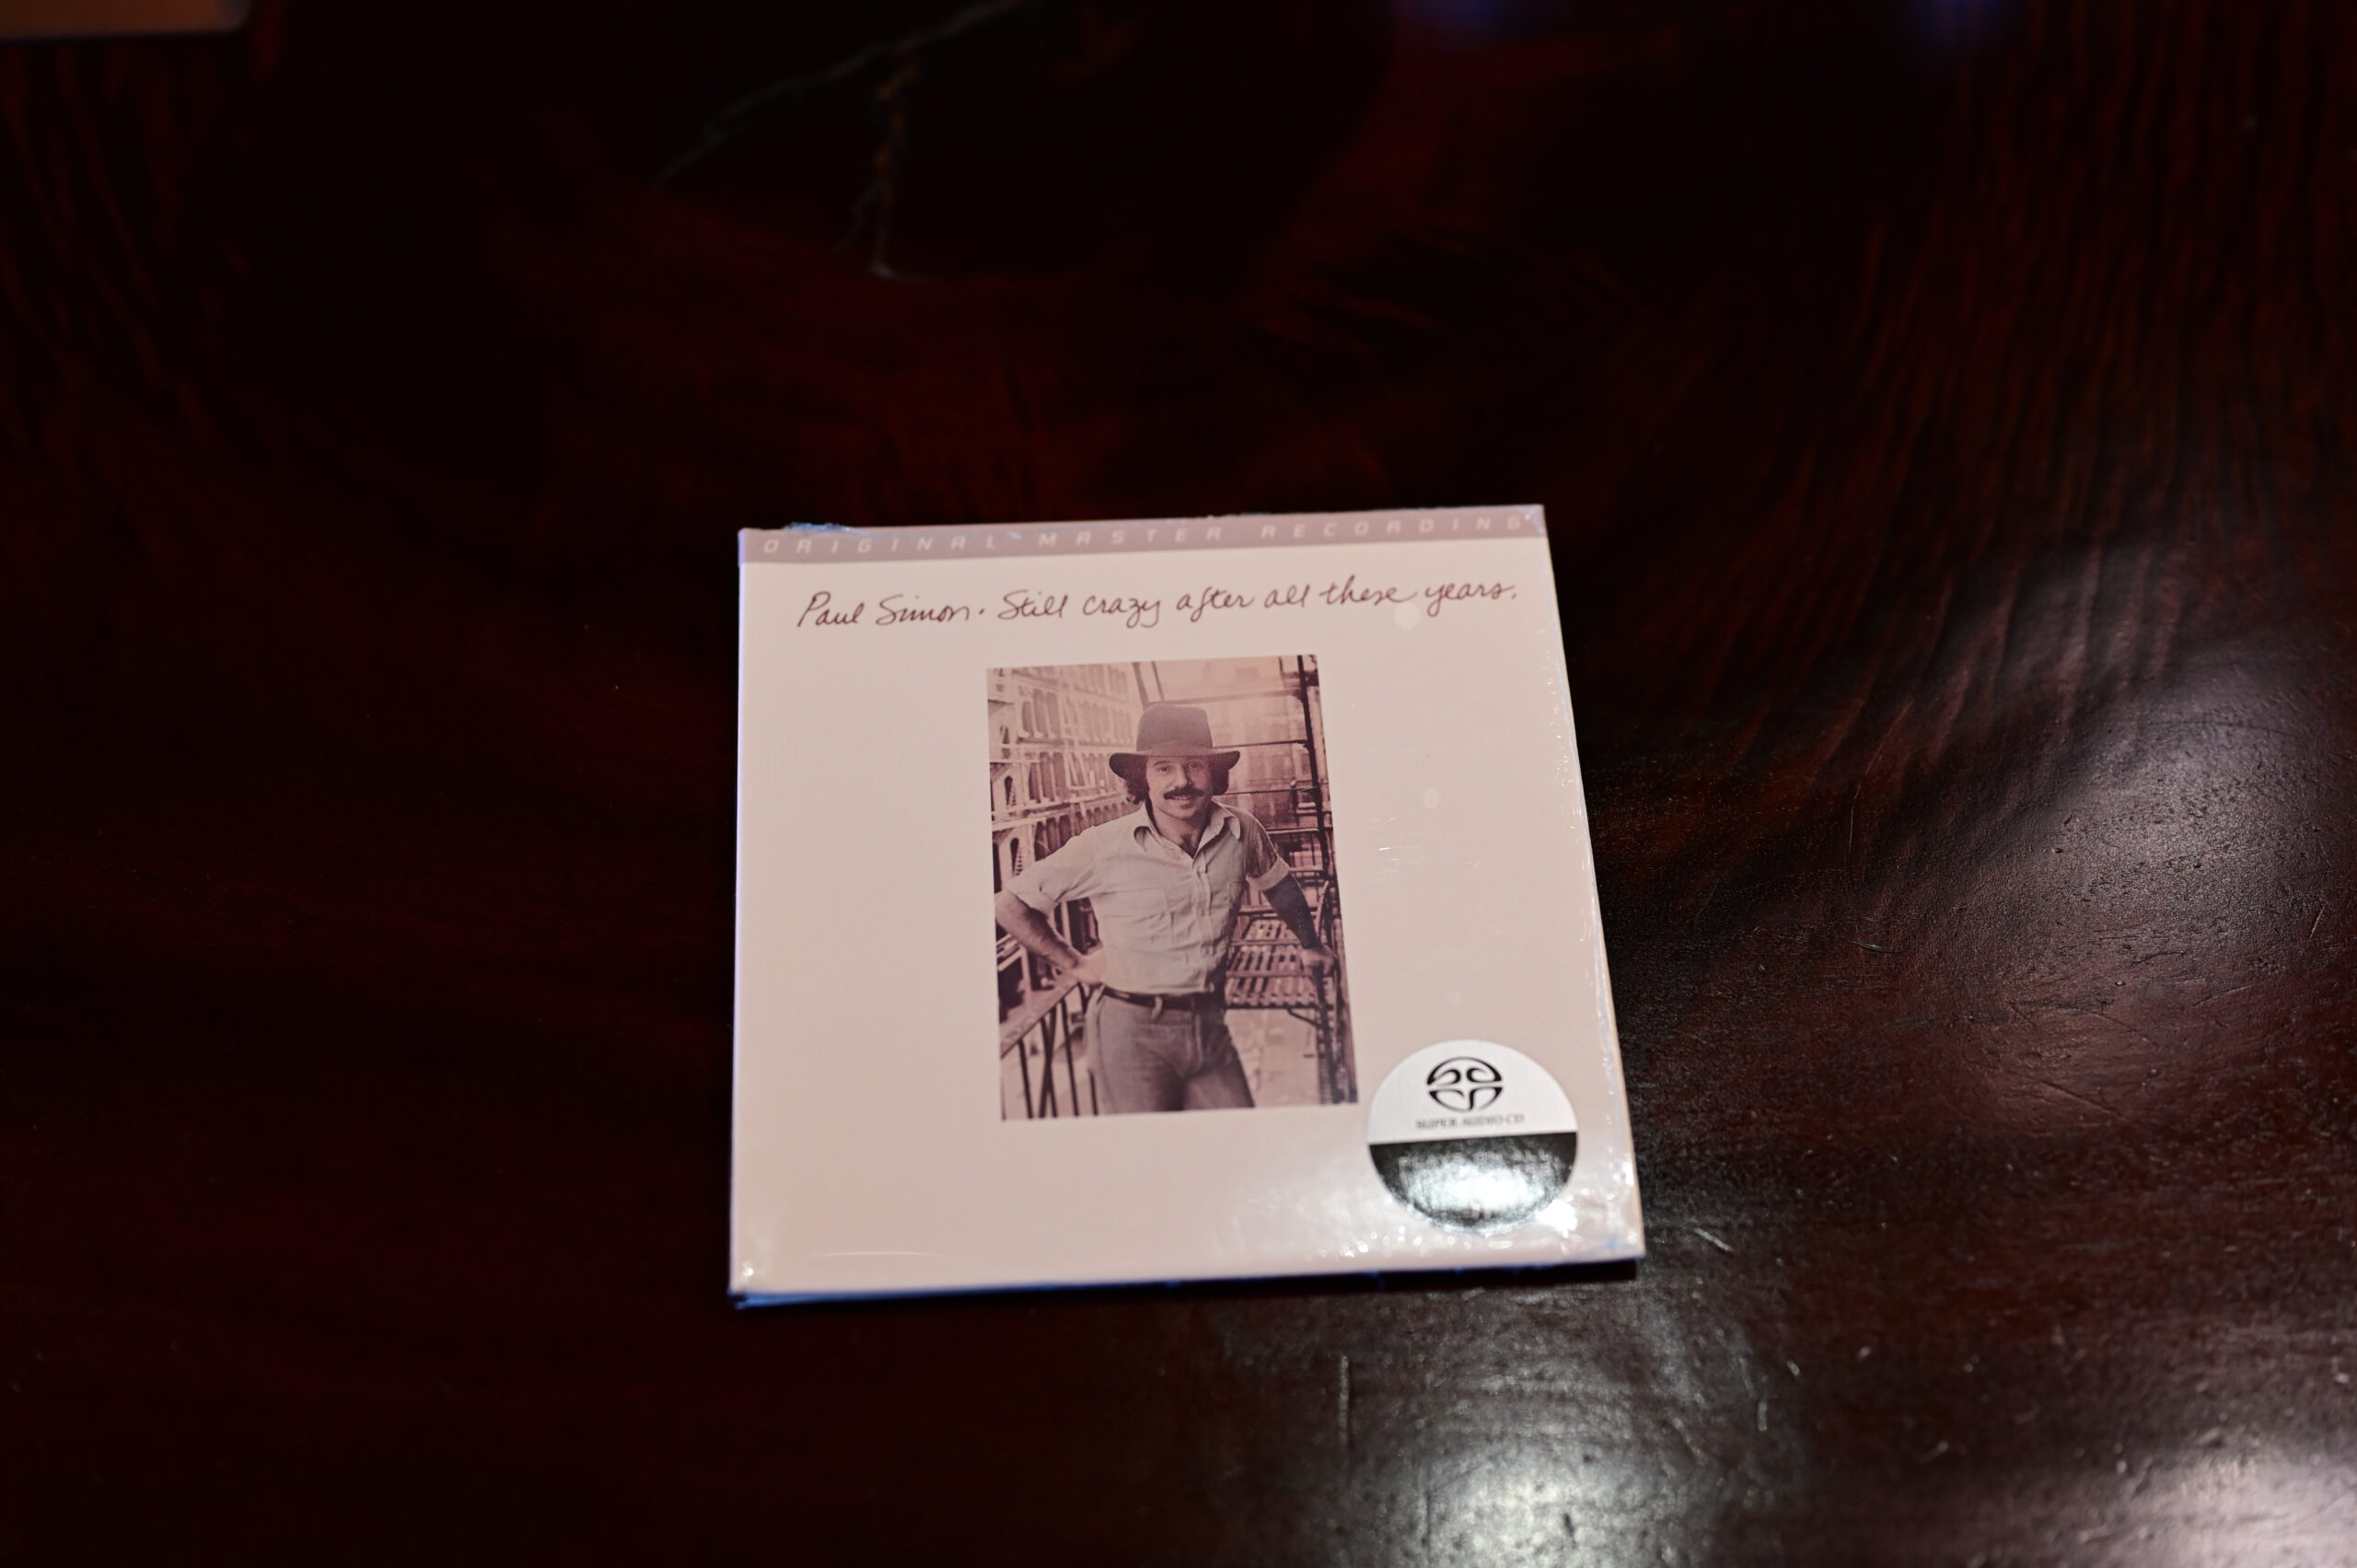 ORIGINAL MASTER RECORDING
Paul Simon. Still crazy after all these years.
SUPER AUDIO CD